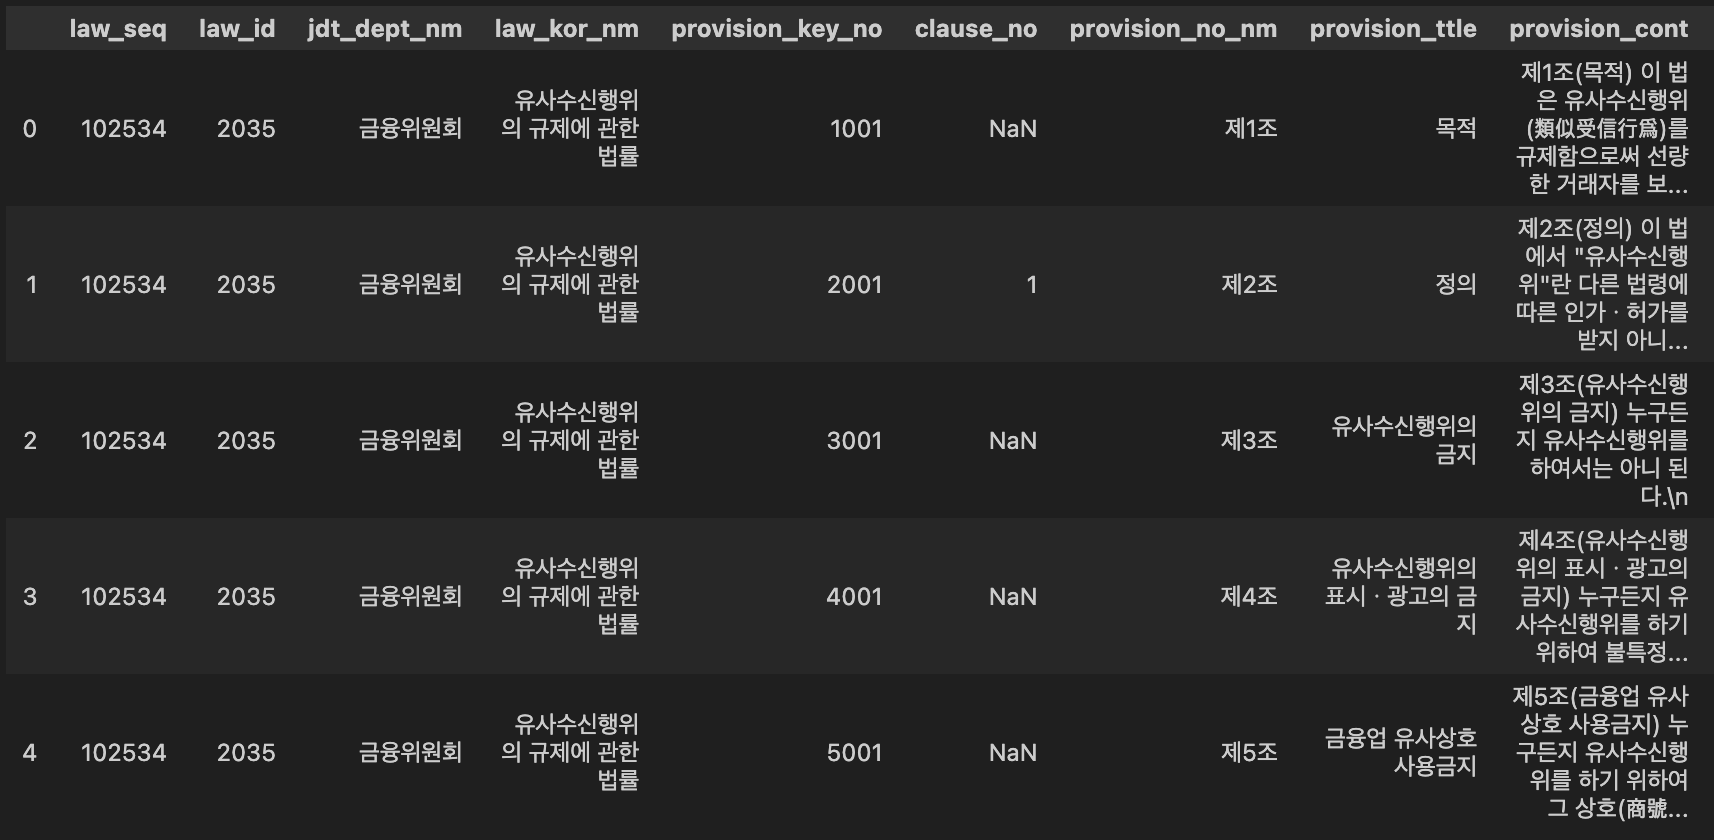 law_seq law_id jdt_dept_nm law_kor_nm provision_key_no clause_no provision_no_nm provision_ttle provision_cont
0 102534 2035 금융위원회 유사수신행위
의 규제에 관한
법률 1001 NaN 제1조 목적 제1조(목적) 이 법
은 유사수신행위
(類似受信行爲)를
규제함으로써 선량
한 거래자를 보...
1 102534 2035 금융위원회 유사수신행위
의 규제에 관한
법률 2001 1 제2조 정의 제2조(정의) 이 법
에서 "유사수신행
위"란 다른 법령에
따른 인가ㆍ허가를
받지 아니...
2 102534 2035 금융위원회 유사수신행위
의 규제에 관한
법률 3001 NaN 제3조 유사수신행위의
금지 제3조(유사수신행
위의 금지) 누구든
지 유사수신행위를
하여서는 아니 된
다.\n
3 102534 2035 금융위원회 유사수신행위
의 규제에 관한
법률 4001 NaN 제4조 유사수신행위의
표시ㆍ광고의 금
지 제4조(유사수신행
위의 표시ㆍ광고의
금지) 누구든지 유
사수신행위를 하기
위하여 불특정...
4 102534 2035 금융위원회 유사수신행위
의 규제에 관한
법률 5001 NaN 제5조 금융업 유사상호
사용금지 제5조(금융업 유사
상호 사용금지) 누
구든지 유사수신행
위를 하기 위하여
그 상호(商號...